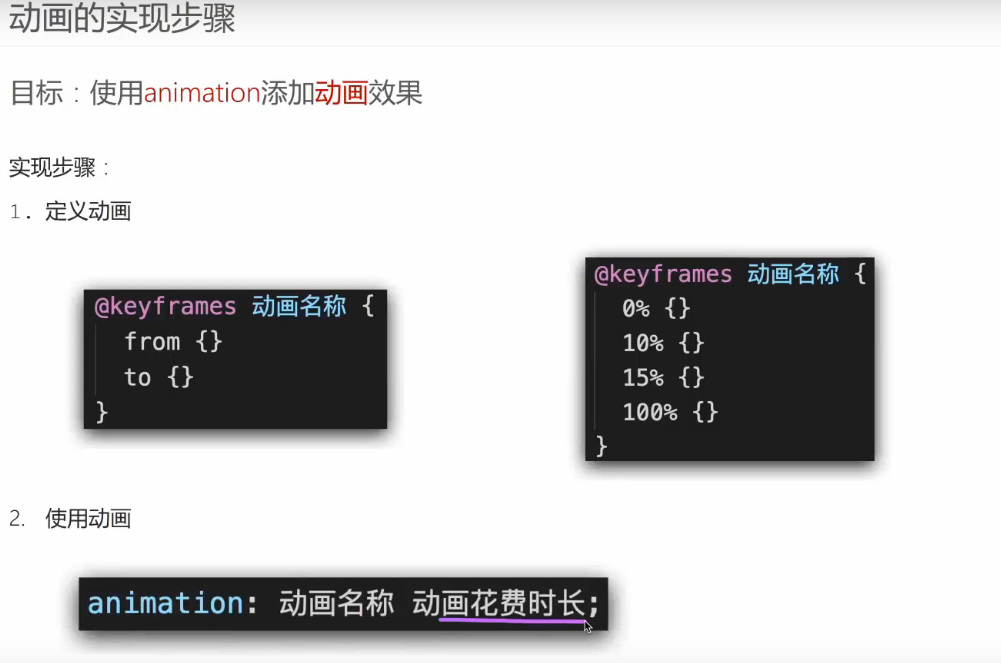 动画的实现步骤
目标：使用animation添加动画效果
实现步骤：
1. 定义动画
@keyframes 动画名称 {
from {}
to {}
}
@keyframes 动画名称 {
0% {}
10% {}
15% {}
100% {}
}
2. 使用动画
animation: 动画名称 动画花费时长;